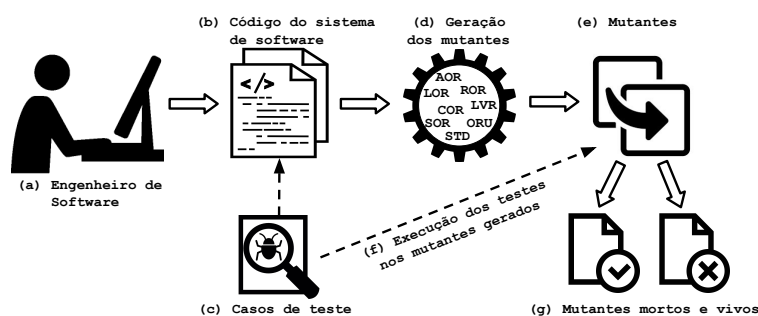 (b) Código do sistema
de software
(d) Geração
dos mutantes
(e) Mutantes
</>
AOR
LOR ROR
COR LVR
SOR ORU
STD
(a) Engenheiro de
Software
(f) Execução dos testes
nos mutantes gerados
(c) Casos de teste
(g) Mutantes mortos e vivos